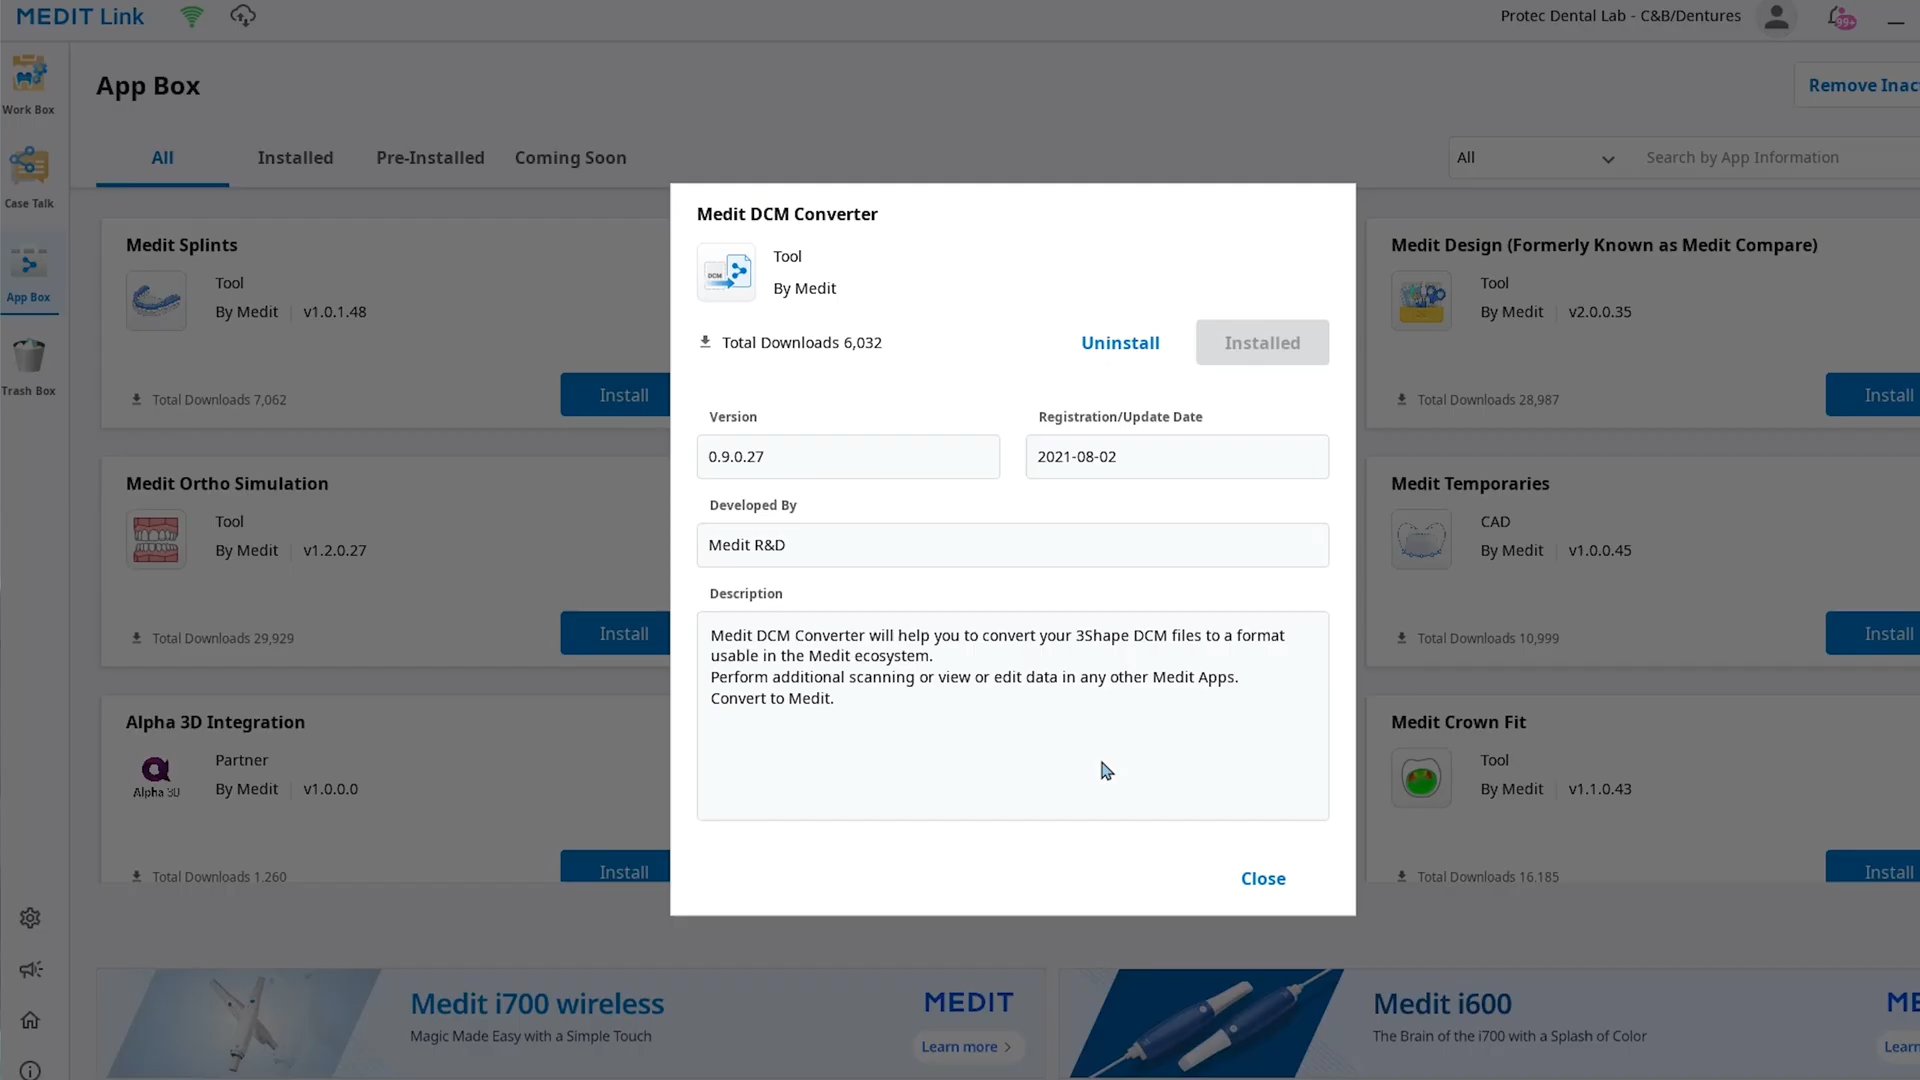 MEDIT Link
Protec Dental Lab - C&B/Dentures
99+
Work Box
Case Talk
App Box
Trash Box
App Box
Remove Inac
All
Installed
Pre-Installed
Coming Soon
All
Search by App Information
Medit Splints
Tool
By Medit
v1.0.1.48
Total Downloads 7,062
Install
Medit Ortho Simulation
Tool
By Medit
v1.2.0.27
Total Downloads 29,929
Install
Alpha 3D Integration
Alpha 3D
Partner
By Medit
v1.0.0.0
Total Downloads 1,260
Install
Medit DCM Converter
DCM
Tool
By Medit
Total Downloads 6,032
Uninstall
Installed
Version
0.9.0.27
Registration/Update Date
2021-08-02
Developed By
Medit R&D
Description
Medit DCM Converter will help you to convert your 3Shape DCM files to a format
usable in the Medit ecosystem.
Perform additional scanning or view or edit data in any other Medit Apps.
Convert to Medit.
Close
Medit Design (Formerly Known as Medit Compare)
Tool
By Medit
v2.0.0.35
Total Downloads 28,987
Install
Medit Temporaries
CAD
By Medit
v1.0.0.45
Total Downloads 10,999
Install
Medit Crown Fit
Tool
By Medit
v1.1.0.43
Total Downloads 16,185
Install
Medit i700 wireless
Magic Made Easy with a Simple Touch
MEDIT
Learn more >
Medit i600
The Brain of the i700 with a Splash of Color
ME
Learn